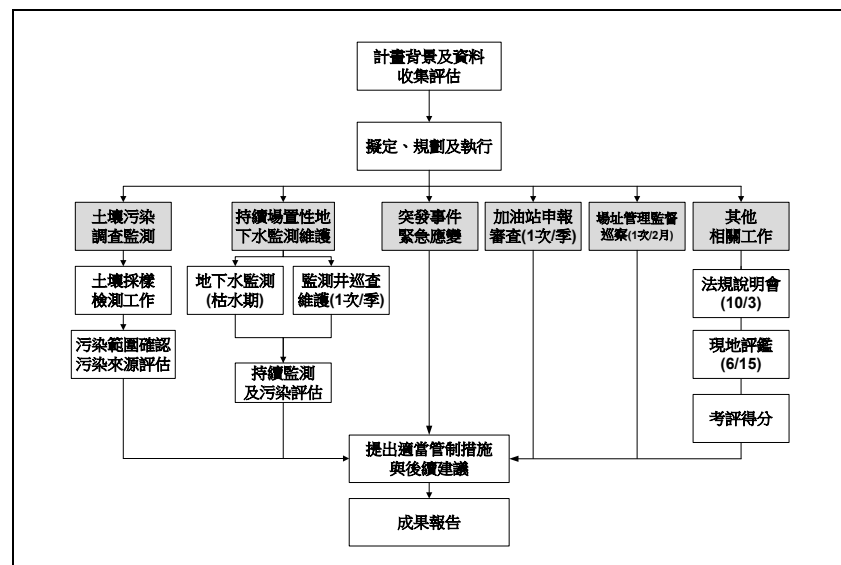 計畫背景及資料
收集評估
擬定、規劃及執行
土壤污染
調查監測
持續場置性地
下水監測維護
突發事件
緊急應變
加油站申報
審查(1次/季)
場址管理監督
巡察(1次/2月)
其他
相關工作
土壤採樣
檢測工作
地下水監測
(枯水期)
監測井巡查
維護(1次/季)
法規說明會
(10/3)
污染範圍確認
污染來源評估
持續監測
及污染評估
現地評鑑
(6/15)
考評得分
提出適當管制措施
與後續建議
成果報告